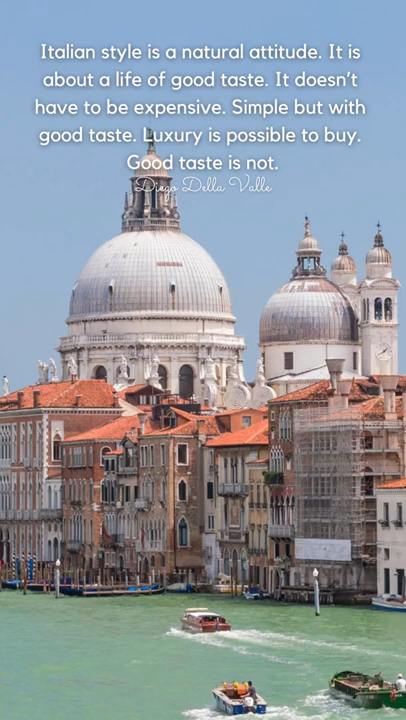 Italian style is a natural attitude. It is
about a life of good taste. It doesn't
have to be expensive. Simple but with
good taste. Luxury is possible to buy.
Good taste is not.
Diego Della Valle